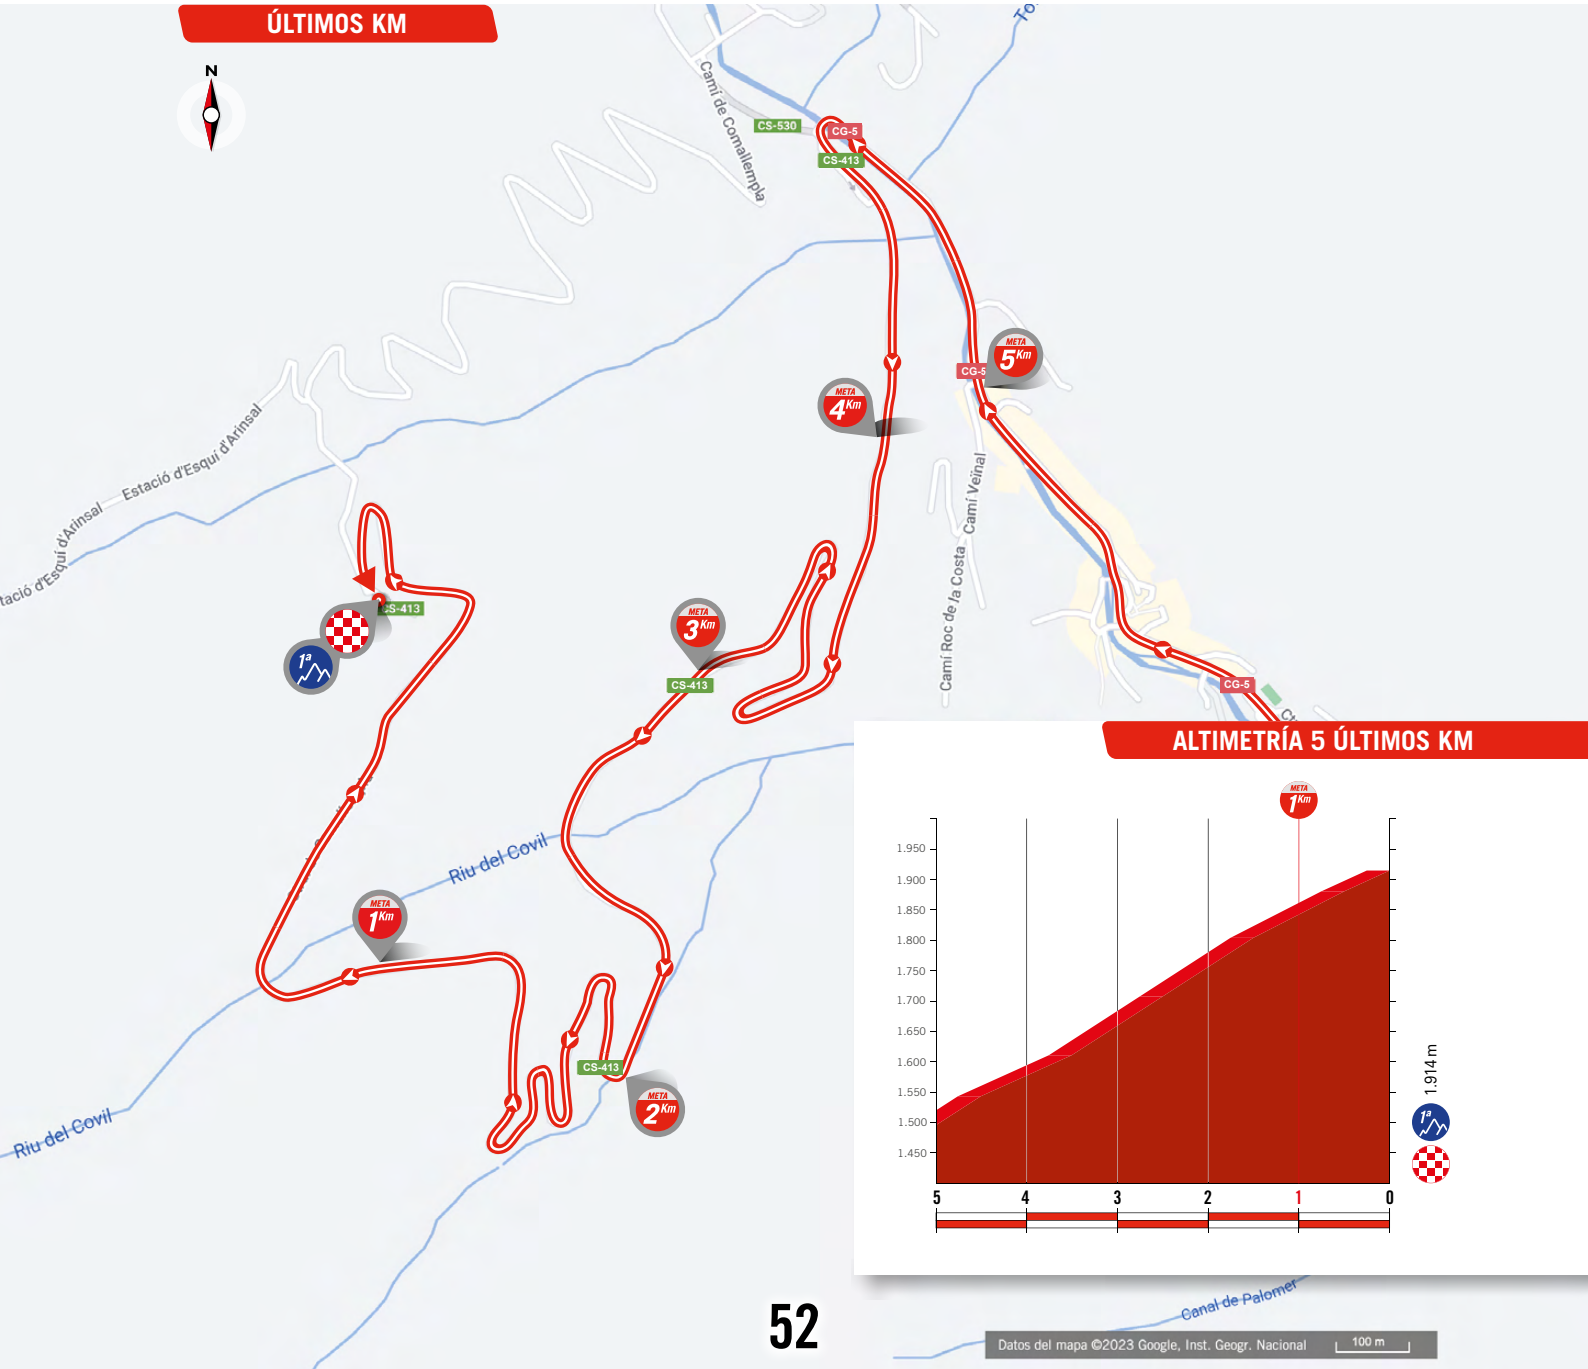 ÚLTIMOS KM
N
To
Camí de Comallempla
CS-530
CG-5
CS-413
META
5Km
CG-5
META
4Km
Estació d'Esquí d'Arinsal
Estació d'Esquí d'Arinsal
Camí Veïnal
Camí Roc de la Costa
CS-413
1ª
META
3Km
CS-413
CG-5
Riu del Covil
META
1Km
CS-413
META
2Km
Riu del Covil
ALTIMETRÍA 5 ÚLTIMOS KM
META
1Km
1.950
1.900
1.850
1.800
1.750
1.700
1.650
1.600
1.550
1.500
1.450
5 4 3 2 1 0
1.914 m
1ª
52
Canal de Palomer
Datos del mapa ©2023 Google, Inst. Geogr. Nacional
100 m